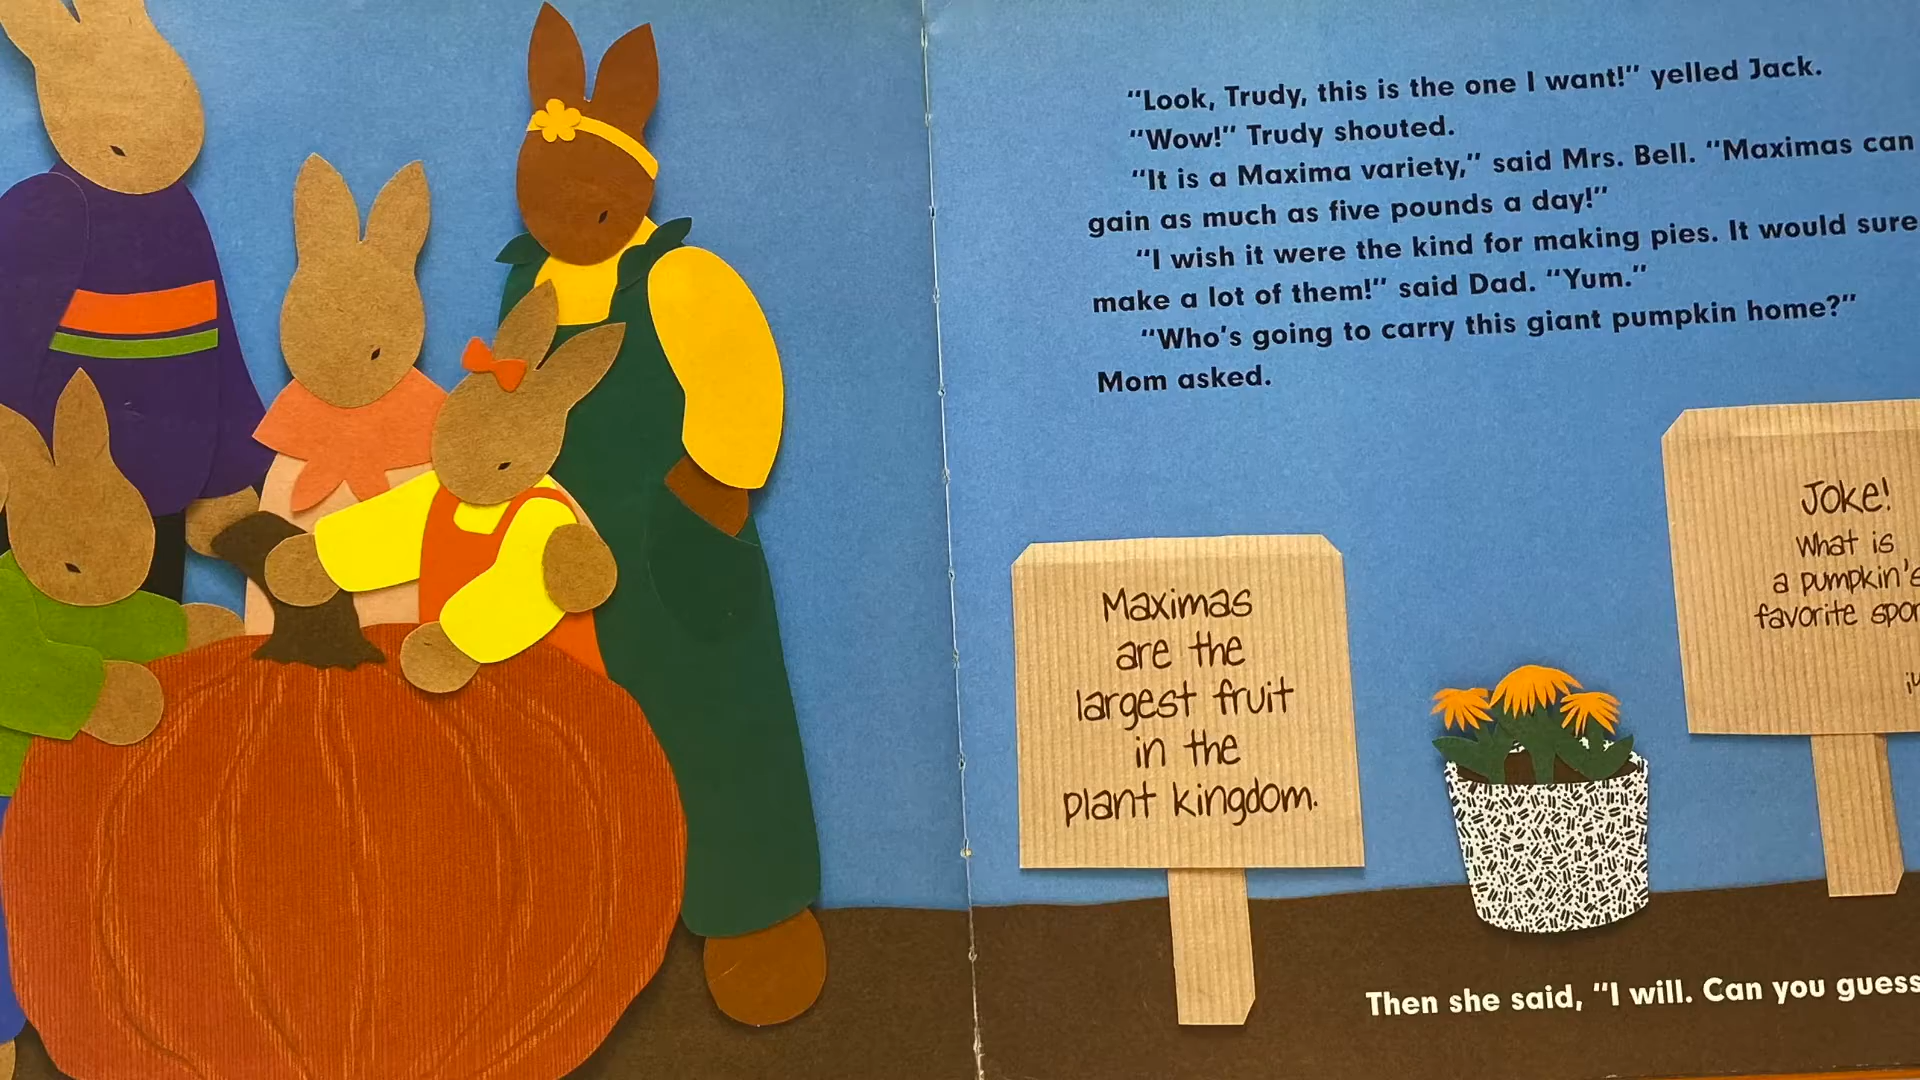 "Look, Trudy, this is the one I want!" yelled Jack.
"Wow!" Trudy shouted.
"It is a Maxima variety," said Mrs. Bell. "Maximas can
gain as much as five pounds a day!"
"I wish it were the kind for making pies. It would sure
make a lot of them!" said Dad. "Yum."
"Who's going to carry this giant pumpkin home?"
Mom asked.
Maximas
are the
largest fruit
in the
plant kingdom.
Joke!
What is
a pumpkin's
favorite
Then she said, "I will. Can you guess